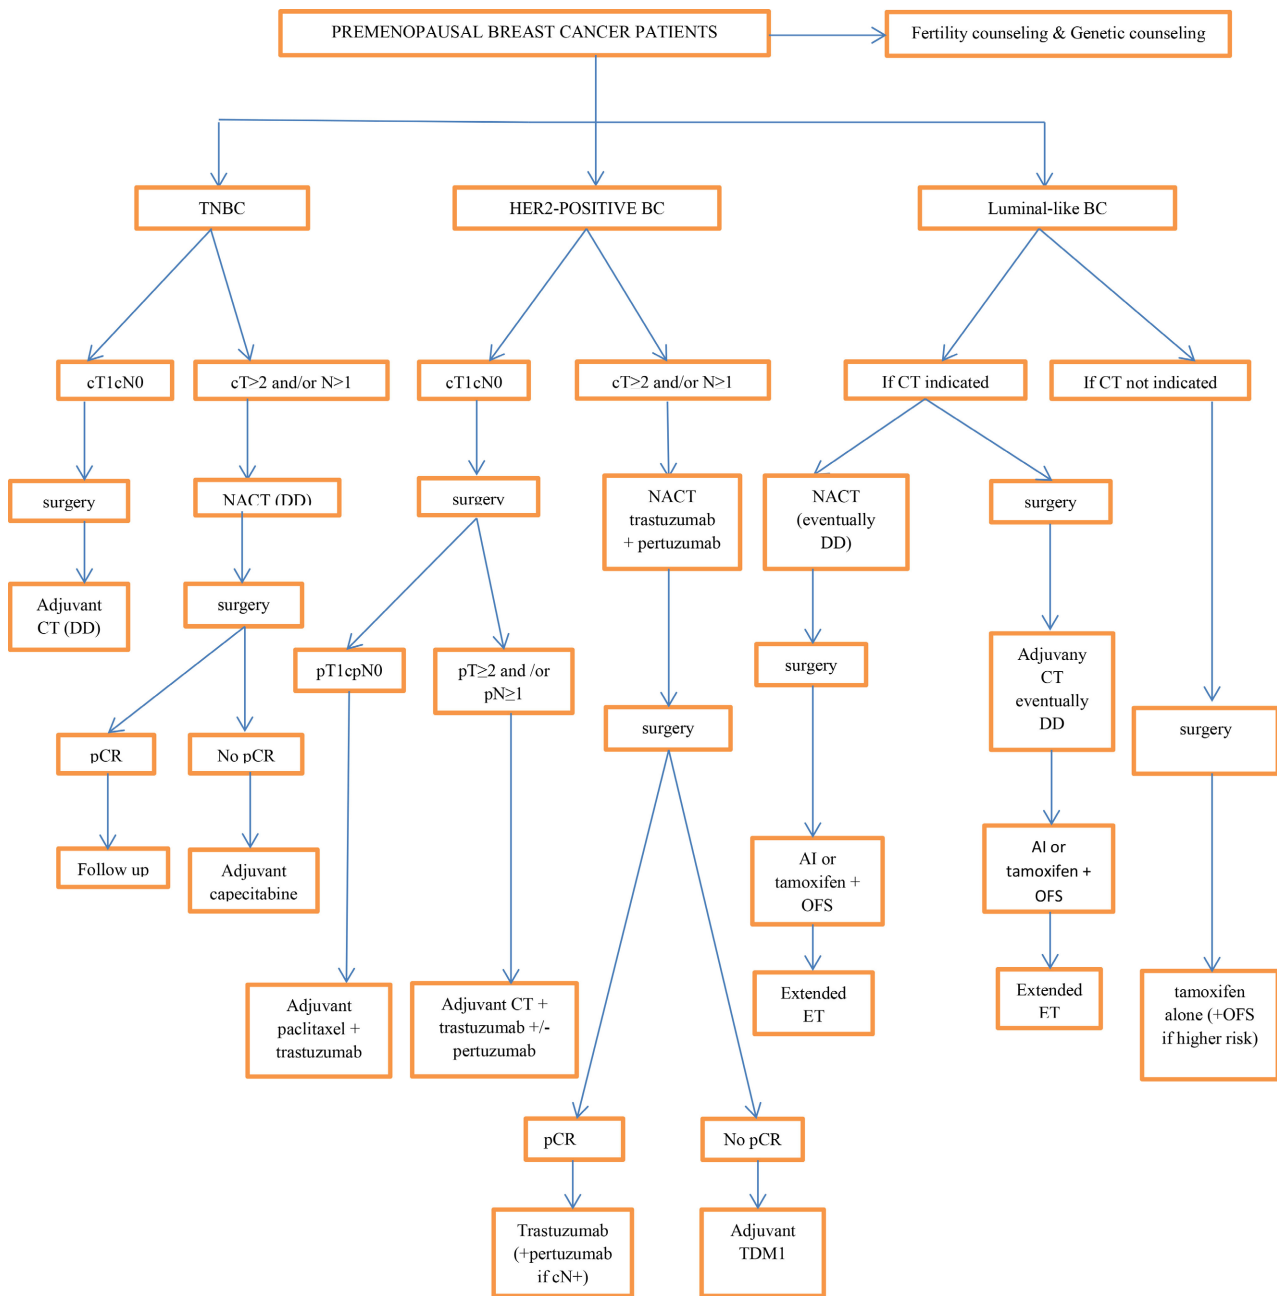 PREMENOPAUSAL BREAST CANCER PATIENTS
Fertility counseling & Genetic counseling
TNBC
HER2-POSITIVE BC
Luminal-like BC
cT1cN0
cT>2 and/or N>1
cT1cN0
cT>2 and/or N≥1
If CT indicated
If CT not indicated
surgery
NACT (DD)
surgery
NACT
trastuzumab
+ pertuzumab
NACT
(eventually
DD)
surgery
Adjuvant
CT (DD)
surgery
pT1cpN0
pT≥2 and /or
pN≥1
surgery
surgery
Adjuvany
CT
eventually
DD
surgery
pCR
No pCR
Follow up
Adjuvant
capecitabine
AI or
tamoxifen +
OFS
AI or
tamoxifen +
OFS
Adjuvant
paclitaxel +
trastuzumab
Adjuvant CT +
trastuzumab +/-
pertuzumab
Extended
ET
Extended
ET
tamoxifen
alone (+OFS
if higher risk)
pCR
No pCR
Trastuzumab
(+pertuzumab
if cN+)
Adjuvant
TDM1